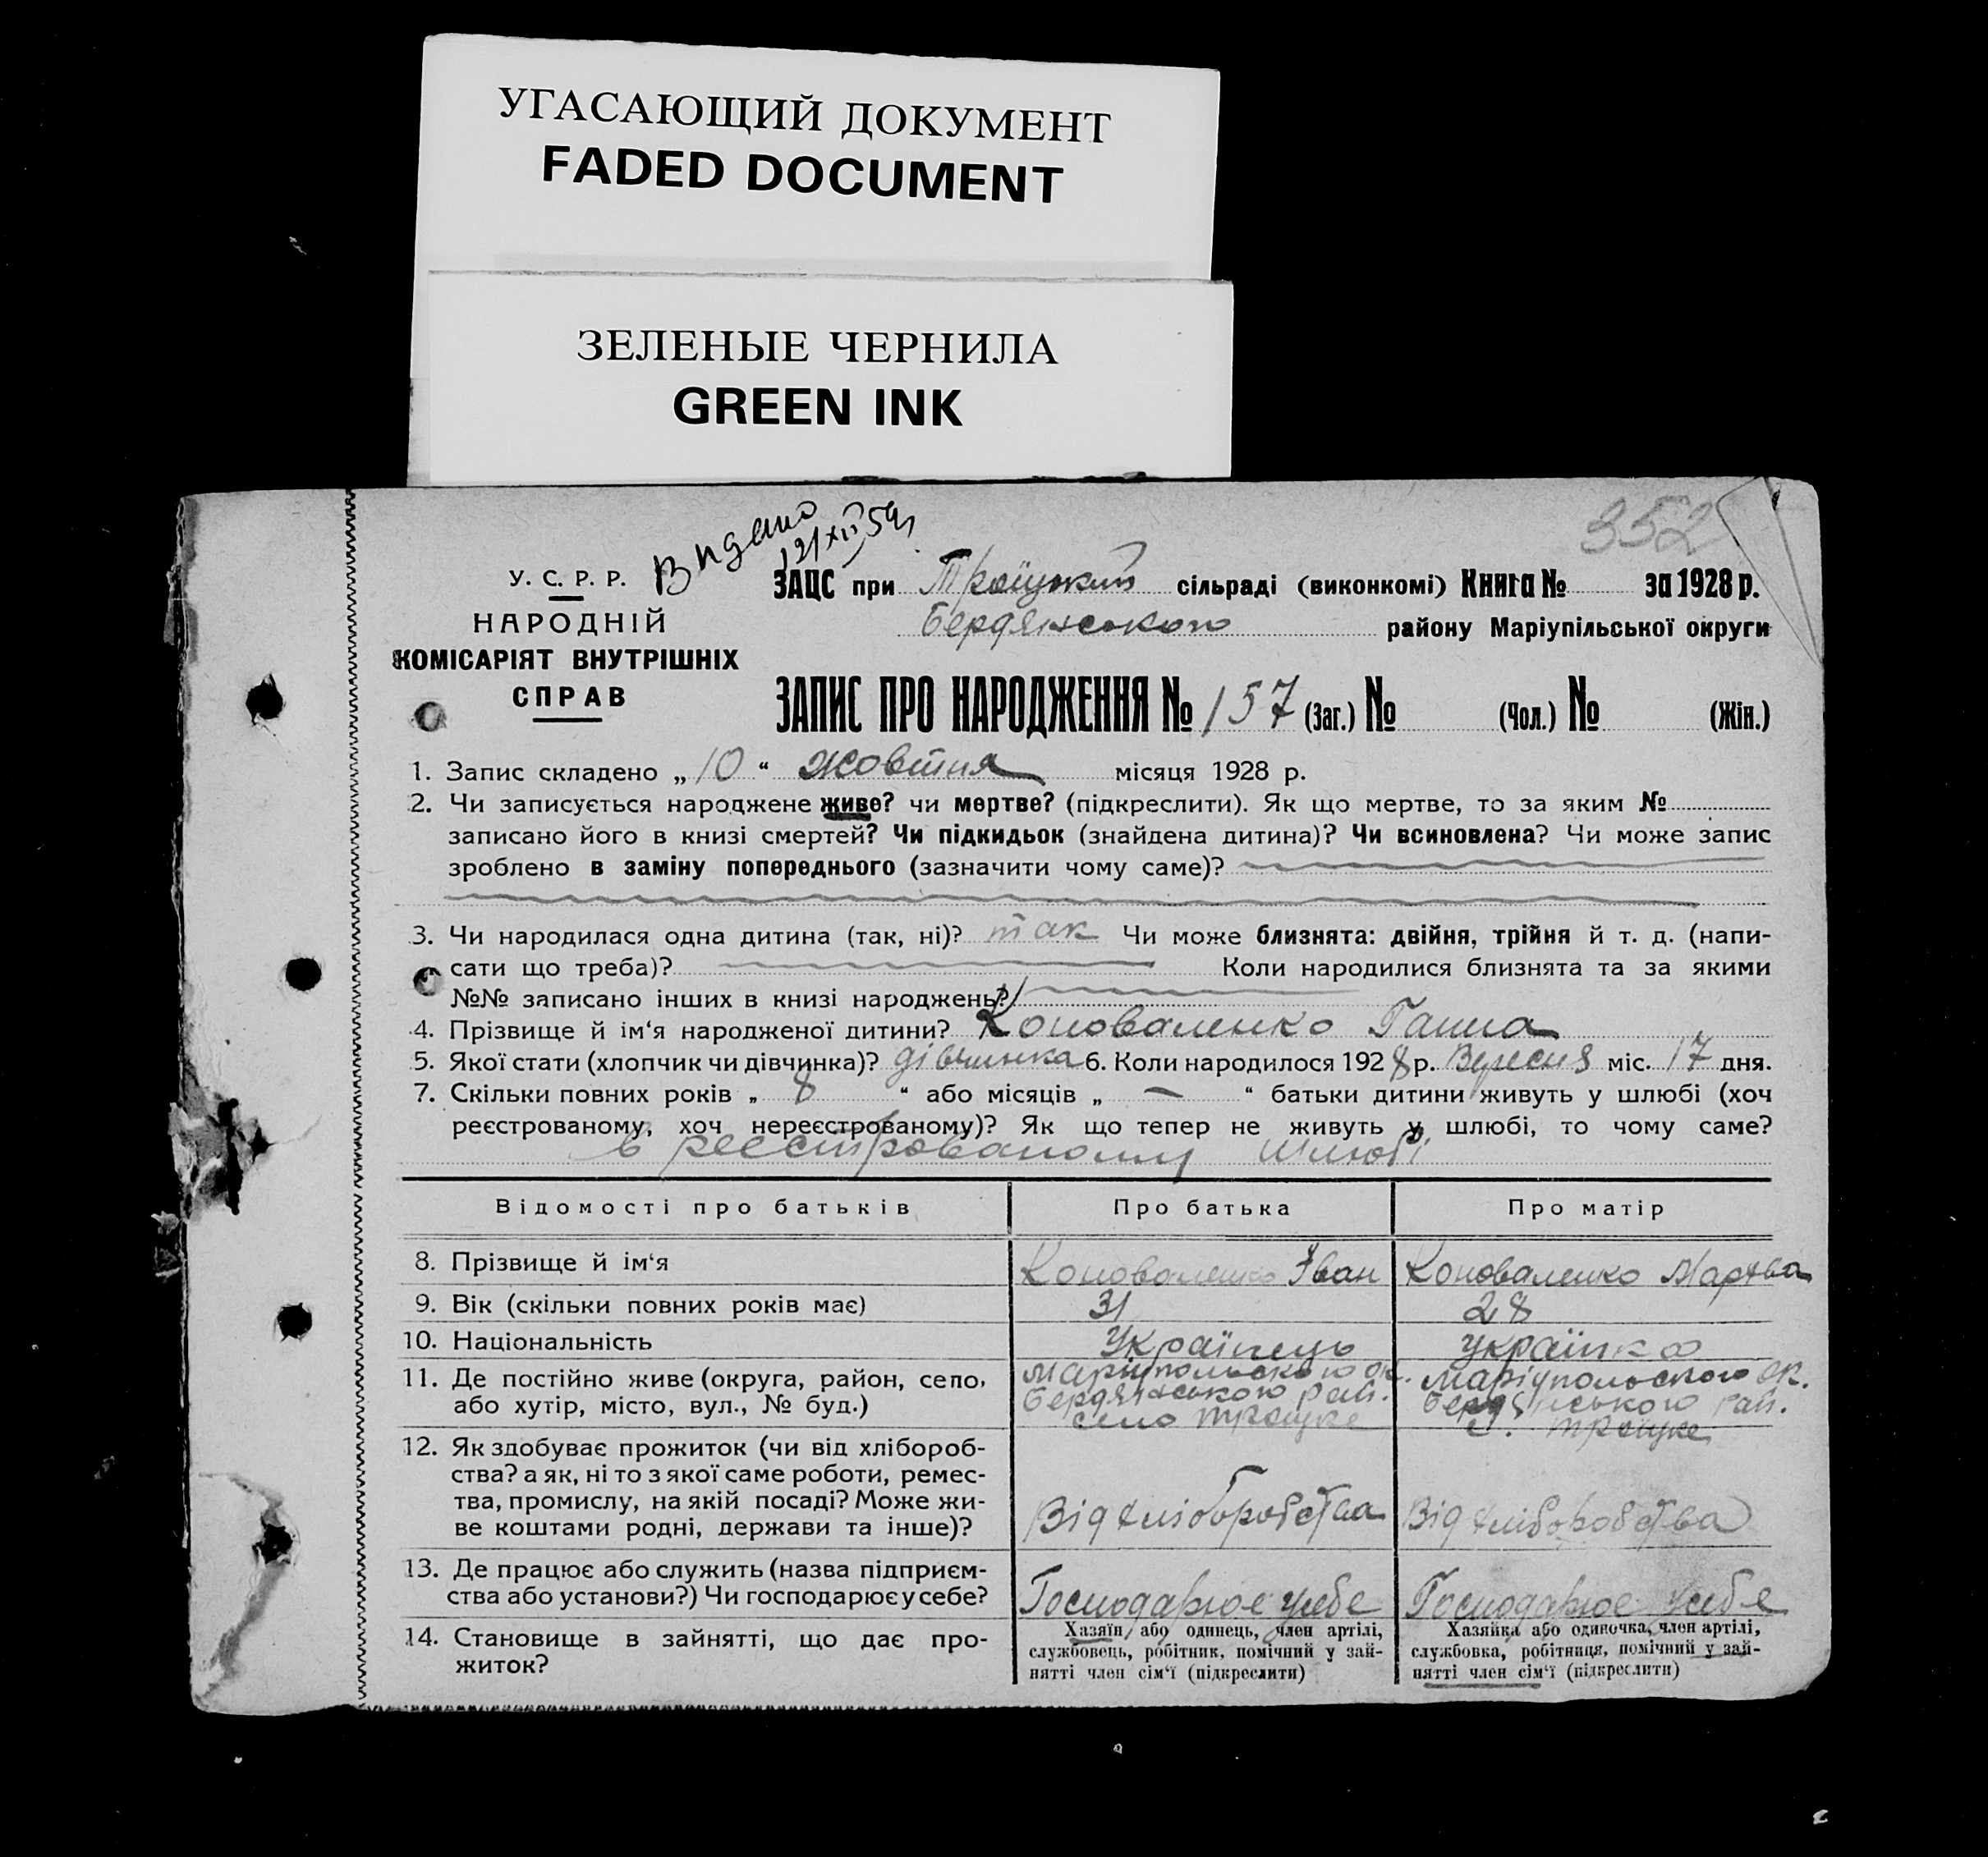 УГАСАЮЩИЙ ДОКУМЕНТ
FADED DOCUMENT
ЗЕЛЕНЫЕ ЧЕРНИЛА
GREEN INK
352
Видано
У. С. Р. Р.
НАРОДНІЙ
КОМІСАРІЯТ ВНУТРІШНІХ
СПРАВ
ЗАЦС при Троїцькій сільраді (виконкомі) Книга № за 1928 р.
Бердянського району Маріупільської округи
ЗАПИС ПРО НАРОДЖЕННЯ № 157 (Заг.) № (Чол.) № (Жін.)
1. Запис складено „ 10 “ жовтня місяця 1928 р.
2. Чи записується народжене живе? чи мертве? (підкреслити). Як що мертве, то за яким №
записано його в книзі смертей? Чи підкидьок (знайдена дитина)? Чи всиновлена? Чи може запис
зроблено в заміну попереднього (зазначити чому саме)?
3. Чи народилася одна дитина (так, ні)? так Чи може близнята: двійня, трійня й т. д. (напи-
сати що треба)? Коли народилися близнята та за якими
№№ записано інших в книзі народжень?
4. Прізвище й ім‘я народженої дитини? Коноваленко Ганна
5. Якої стати (хлопчик чи дівчинка)? дівчинка 6. Коли народилося 1928 р. Вересня міс. 17 дня.
7. Скільки повних років „ 8 “ або місяців „ — “ батьки дитини живуть у шлюбі (хоч
реєстрованому, хоч нереєстрованому)? Як що тепер не живуть у шлюбі, то чому саме?
в реєстрованому шлюбі
Відомості про батьків Про батька Про матір
8. Прізвище й ім‘я Коноваленко Іван Коноваленко Мархва
9. Вік (скільки повних років має) 31 28
10. Національність Українець українка
11. Де постійно живе (округа, район, село, Маріупольського ок. Маріупольского ок.
або хутір, місто, вул., № буд.) Бердянського рай. Бердянського рай.
село Троїцке с. Троїцке
12. Як здобуває прожиток (чи від хлібороб-
ства? а як, ні то з якої саме роботи, ремес-
тва, промислу, на якій посаді? Може жи- Від хліборобства Від хліборобства
ве коштами родні, держави та інше)?
13. Де працює або служить (назва підприєм-
ства або установи?) Чи господарює у себе? Господарює у себе Господарює у себе
14. Становище в зайнятті, що дає про-
житок?
Хазяїн, або одинець, член артілі,
службовець, робітник, помічний у зай-
нятті член сім‘ї (підкреслити)
Хазяйка або одиночка, член артілі,
службовка, робітниця, помічний у зай-
нятті член сім‘ї (підкреслити)